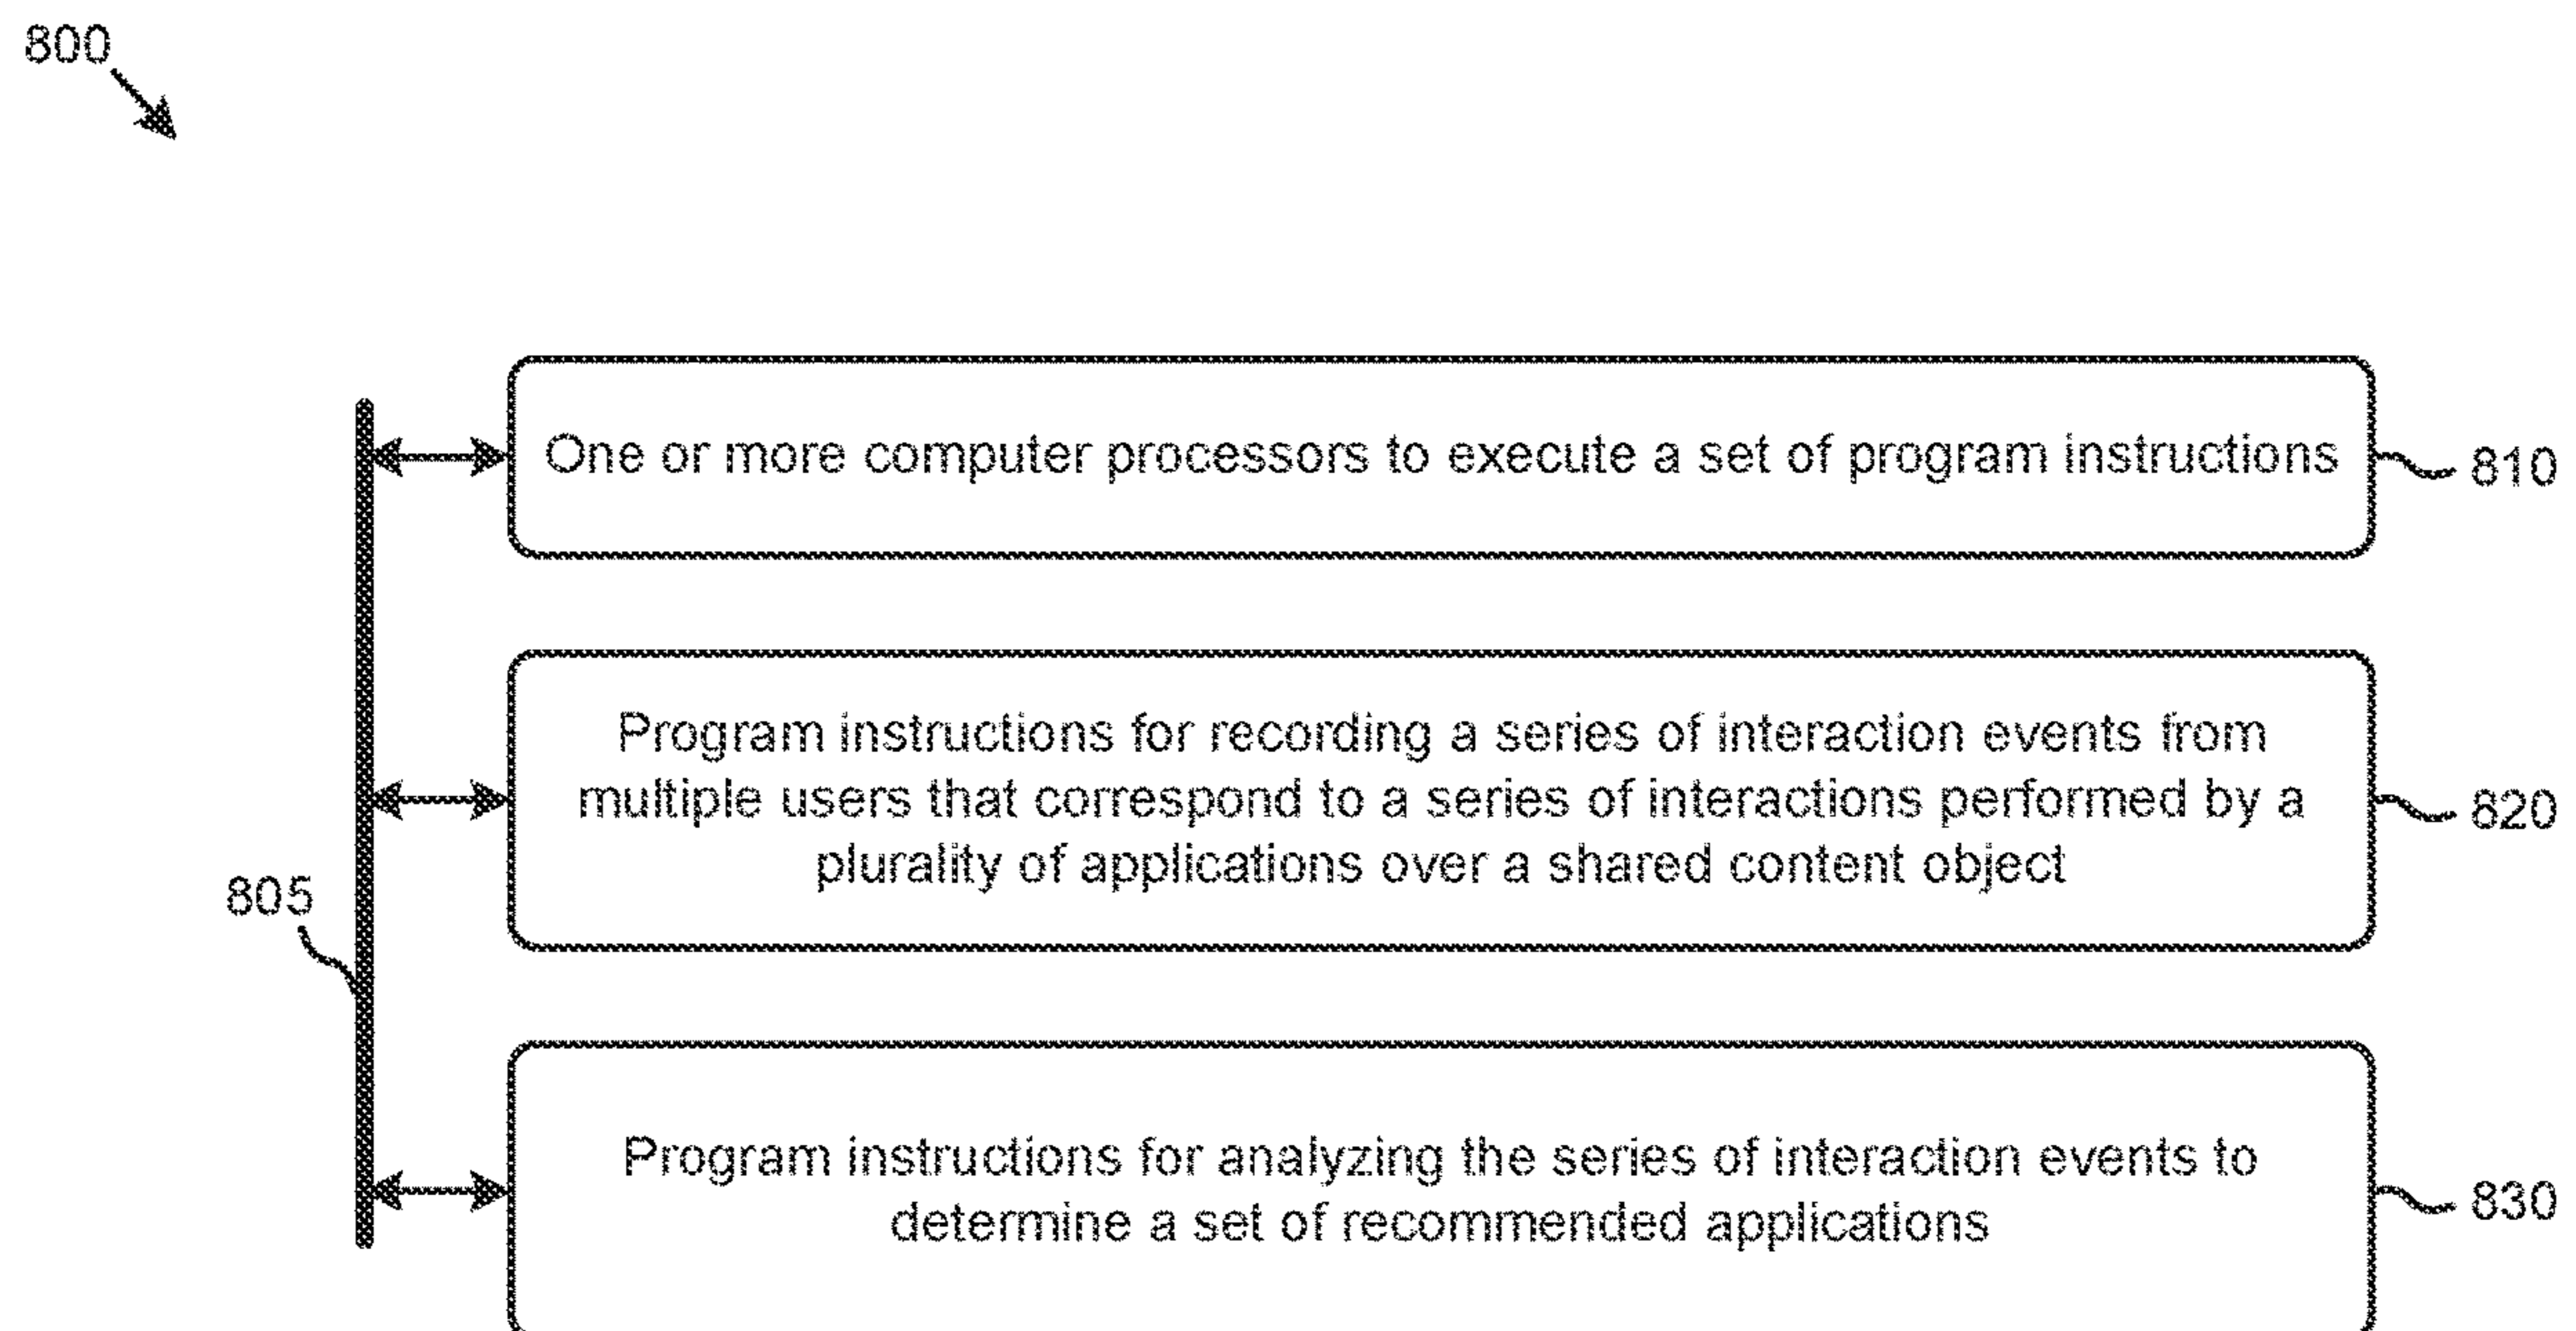 800
One or more computer processors to execute a set of program instructions
810
Program instructions for recording a series of interaction events from
multiple users that correspond to a series of interactions performed by a
plurality of applications over a shared content object
820
805
Program instructions for analyzing the series of interaction events to
determine a set of recommended applications
830